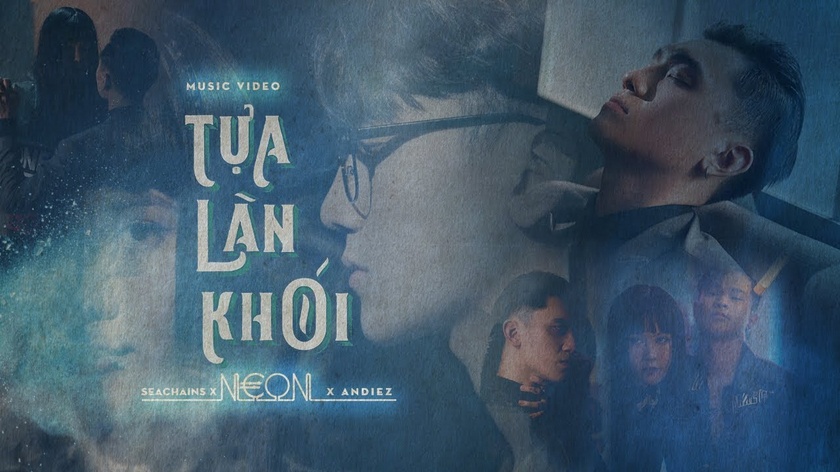 MUSIC VIDEO
TỰA
LÀN
KHÓI
SEACHAINS X NEON X ANDIEZ